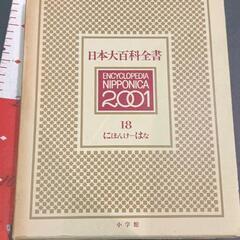 日本大百科全書
ENCYCLOPEDIA
NIPPONICA
2001
18
にほんけーはな
小学館